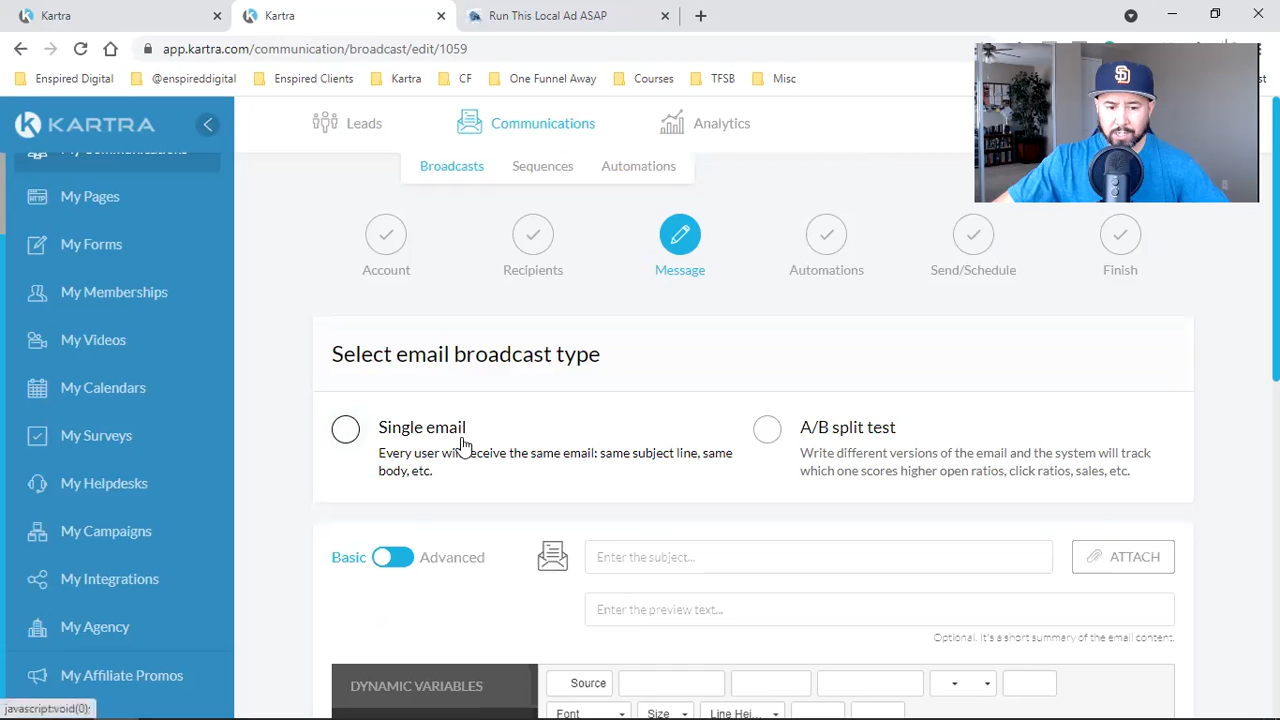 Kartra
Kartra
Run This Local Ad ASAP
app.kartra.com/communication/broadcast/edit/1059
Enspired Digital
@enspireddigital
Enspired Clients
Kartra
CF
One Funnel Away
Courses
TFSB
Misc
KARTRA
Leads
Communications
Analytics
Broadcasts
Sequences
Automations
My Communications
My Pages
My Forms
My Memberships
My Videos
My Calendars
My Surveys
My Helpdesks
My Campaigns
My Integrations
My Agency
My Affiliate Promos
Account
Recipients
Message
Automations
Send/Schedule
Finish
Select email broadcast type
Single email
Every user will receive the same email: same subject line, same
body, etc.
A/B split test
Write different versions of the email and the system will track
which one scores higher open ratios, click ratios, sales, etc.
Basic
Advanced
Enter the subject...
ATTACH
Enter the preview text...
Optional. It's a short summary of the email content.
DYNAMIC VARIABLES
Source
Font
Size
Line Hei...
javascript:void(0);
SD